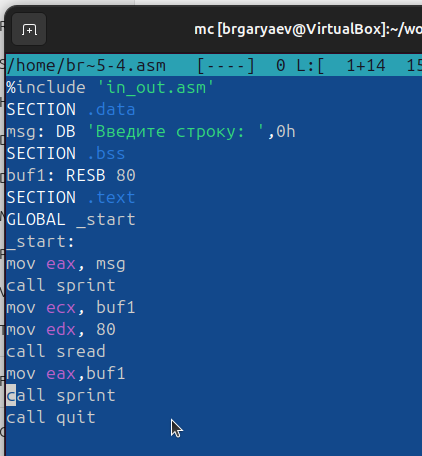 mc [brgaryaev@VirtualBox]:~/wo
/home/br~5-4.asm   [----]  0 L:[  1+14  15
%include 'in_out.asm'
SECTION .data
msg: DB 'Введите строку: ',0h
SECTION .bss
buf1: RESB 80
SECTION .text
GLOBAL _start
_start:
mov eax, msg
call sprint
mov ecx, buf1
mov edx, 80
call sread
mov eax,buf1
call sprint
call quit